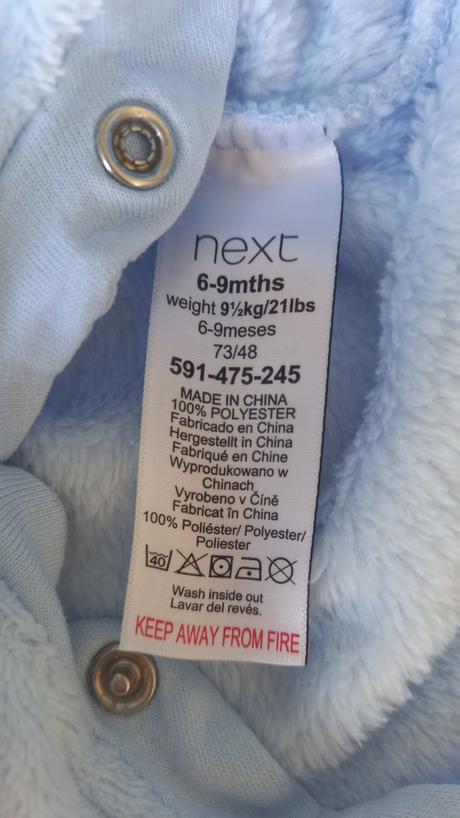 next
6-9mths
weight 9½kg/21lbs
6-9meses
73/48
591-475-245
MADE IN CHINA
100% POLYESTER
Fabricado en China
Hergestellt in China
Fabriqué en Chine
Wyprodukowano w
Chinach
Vyrobeno v Číně
Fabricat în China
100% Poliéster/ Polyester/
Poliester
40
Wash inside out
Lavar del revés.
KEEP AWAY FROM FIRE